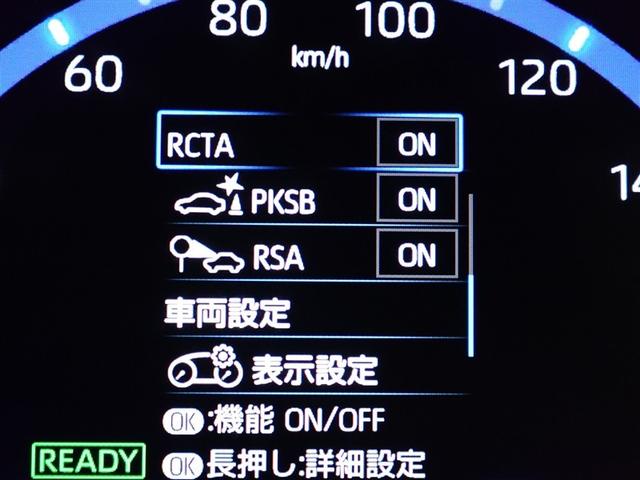 80 100
km/h
60 120
RCTA ON
14
PKSB ON
RSA ON
車両設定
表示設定
OK:機能 ON/OFF
READY
OK長押し:詳細設定